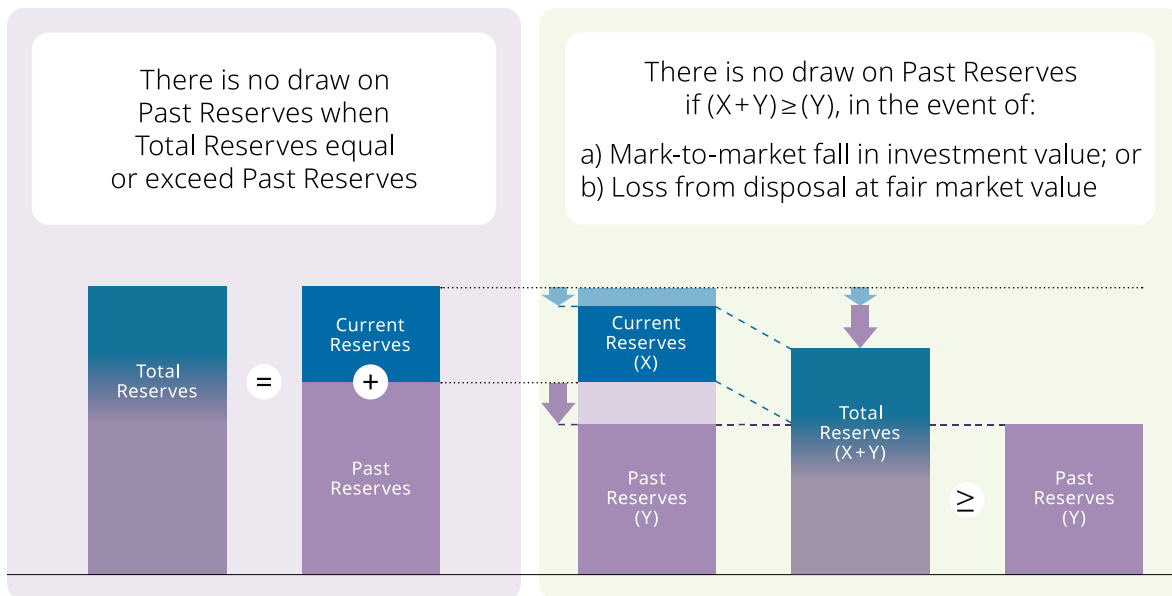 There is no draw on
Past Reserves when
Total Reserves equal
or exceed Past Reserves
There is no draw on Past Reserves
if (X+Y)≥(Y), in the event of:
a) Mark-to-market fall in investment value; or
b) Loss from disposal at fair market value
Total
Reserves
=
Current
Reserves
+
Past
Reserves
Current
Reserves
(X)
Past
Reserves
(Y)
Total
Reserves
(X+Y)
≥
Past
Reserves
(Y)